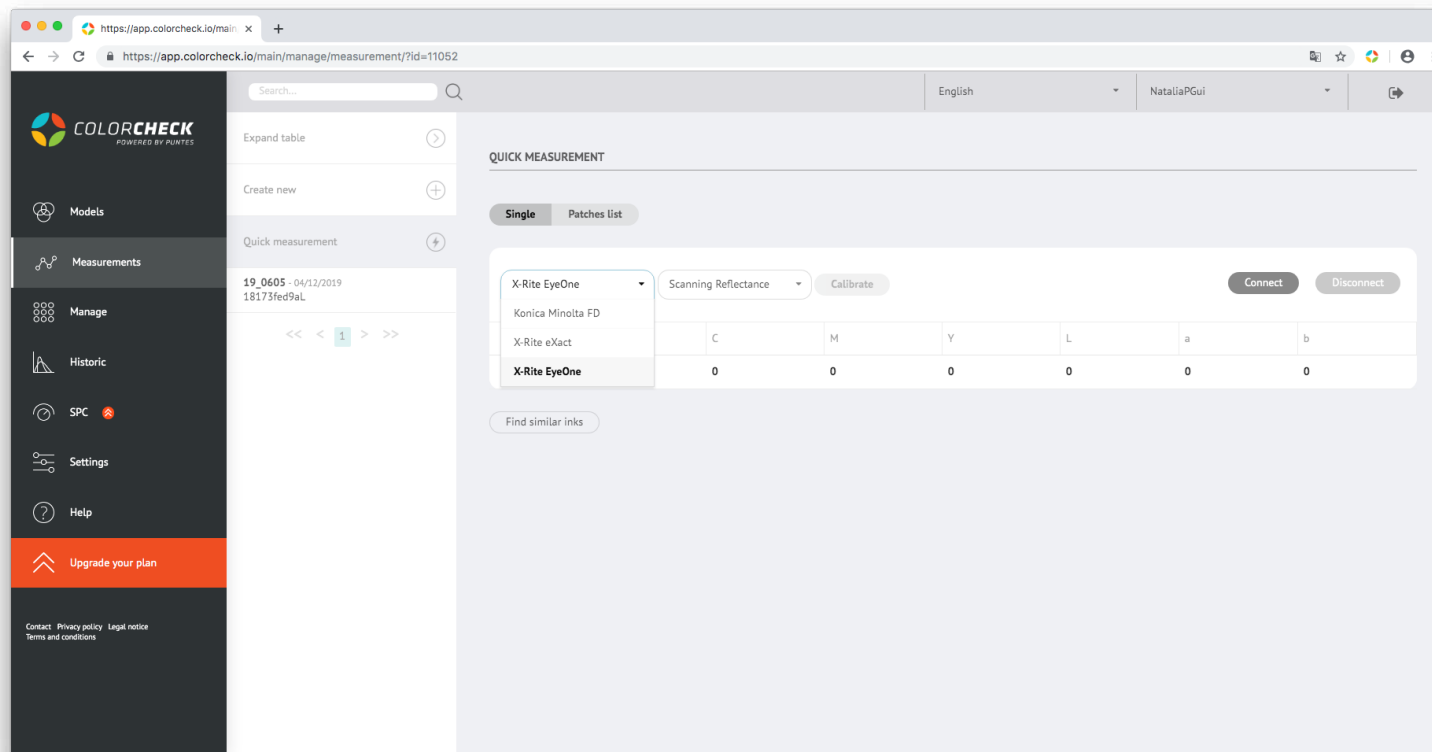 https://app.colorcheck.io/main
https://app.colorcheck.io/main/manage/measurement/?id=11052
Search...
English
NataliaPGui
COLORCHECK
POWERED BY PUNTES
Models
Measurements
Manage
Historic
SPC
Settings
Help
Upgrade your plan
Contact Privacy policy Legal notice
Terms and conditions
Expand table
Create new
Quick measurement
19_0605 - 04/12/2019
18173fed9aL
<< < 1 > >>
QUICK MEASUREMENT
Single Patches list
X-Rite EyeOne Scanning Reflectance Calibrate Connect Disconnect
Konica Minolta FD
X-Rite eXact
X-Rite EyeOne
C M Y L a b
0 0 0 0 0 0
Find similar inks